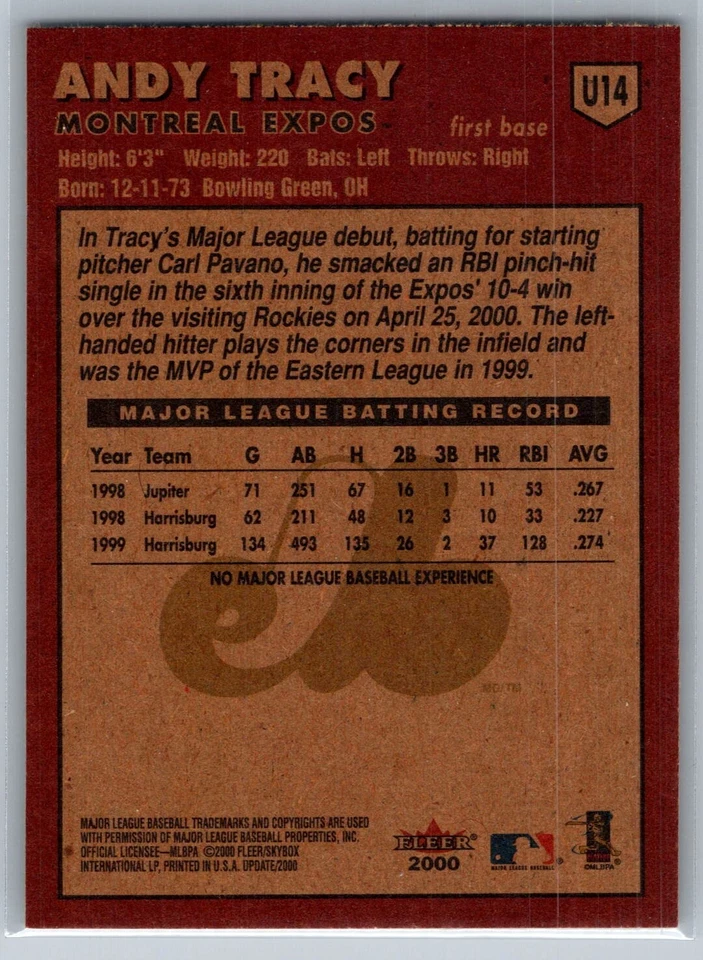 ANDY TRACY
U14
MONTREAL EXPOS
first base
Height: 6'3" Weight: 220 Bats: Left Throws: Right
Born: 12-11-73 Bowling Green, OH
In Tracy's Major League debut, batting for starting
pitcher Carl Pavano, he smacked an RBI pinch-hit
single in the sixth inning of the Expos' 10-4 win
over the visiting Rockies on April 25, 2000. The left-
handed hitter plays the corners in the infield and
was the MVP of the Eastern League in 1999.
MAJOR LEAGUE BATTING RECORD
Year Team G AB H 2B 3B HR RBI AVG
1998 Jupiter 71 251 67 16 1 11 53 .267
1998 Harrisburg 62 211 48 12 3 10 33 .227
1999 Harrisburg 134 493 135 26 2 37 128 .274
NO MAJOR LEAGUE BASEBALL EXPERIENCE
MD/TM
MAJOR LEAGUE BASEBALL TRADEMARKS AND COPYRIGHTS ARE USED
WITH PERMISSION OF MAJOR LEAGUE BASEBALL PROPERTIES, INC.
OFFICIAL LICENSEE—MLBPA ©2000 FLEER/SKYBOX
INTERNATIONAL LP, PRINTED IN U.S.A. UPDATE/2000
FLEER
2000
MAJOR LEAGUE BASEBALL
©MLBPA